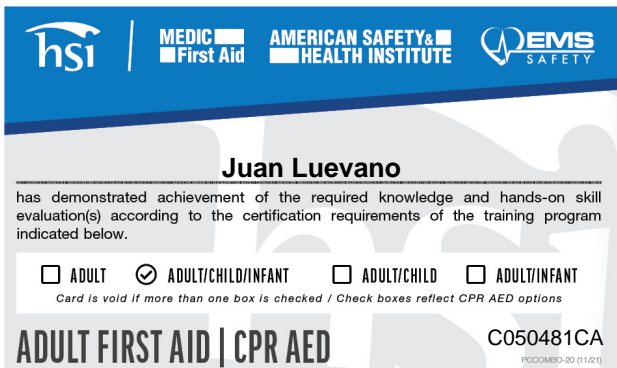 hsi
MEDIC First Aid
AMERICAN SAFETY& HEALTH INSTITUTE
EMS SAFETY
Juan Luevano
has demonstrated achievement of the required knowledge and hands-on skill
evaluation(s) according to the certification requirements of the training program
indicated below.
ADULT ADULT/CHILD/INFANT ADULT/CHILD ADULT/INFANT
Card is void if more than one box is checked / Check boxes reflect CPR AED options
ADULT FIRST AID | CPR AED
C050481CA
PCCOMBO-20 (11/21)